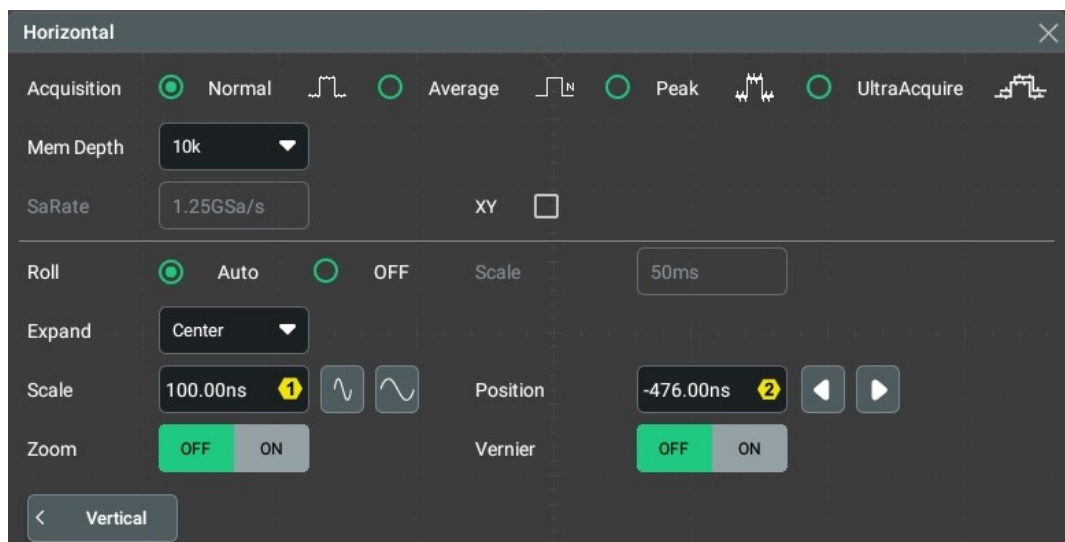 Horizontal
Acquisition Normal Average N Peak UltraAcquire
Mem Depth 10k
SaRate 1.25GSa/s XY
Roll Auto OFF Scale 50ms
Expand Center
Scale 100.00ns 1 Position -476.00ns 2
Zoom OFF ON Vernier OFF ON
< Vertical